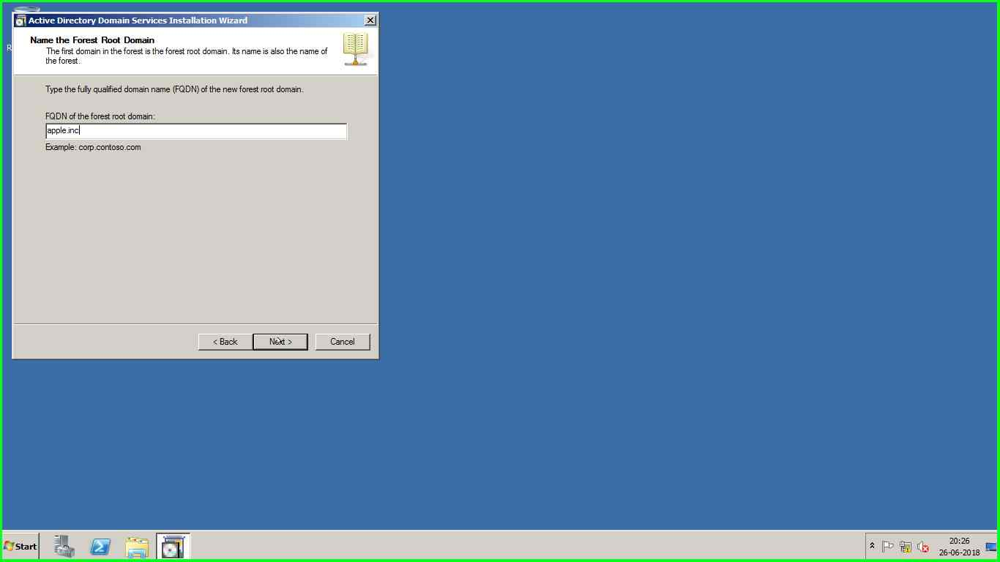 Active Directory Domain Services Installation Wizard
Name the Forest Root Domain
The first domain in the forest is the forest root domain. Its name is also the name of
the forest.
Type the fully qualified domain name (FQDN) of the new forest root domain.
FQDN of the forest root domain:
apple.inc
Example: corp.contoso.com
< Back
Next >
Cancel
R
Start
20:26
26-06-2018